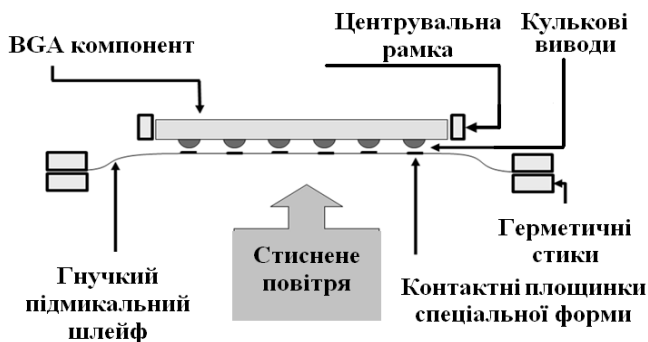 BGA компонент
Центрувальна
рамка
Кулькові
виводи
Гнучкий
підмикальний
шлейф
Стиснене
повітря
Герметичні
стики
Контактні площинки
спеціальної форми